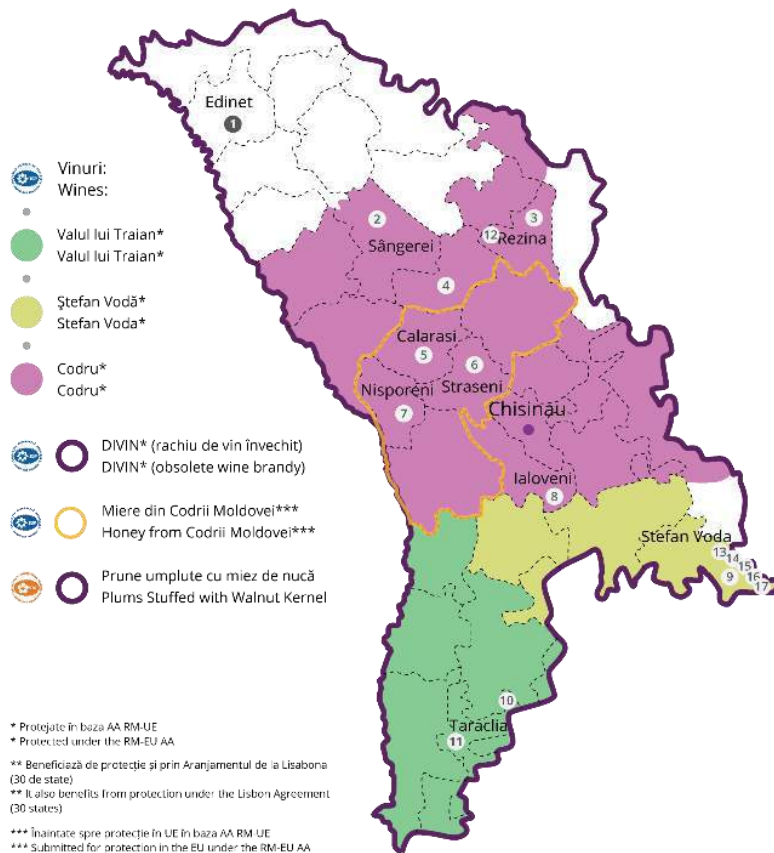 Edinet
1
Vinuri:
Wines:
2
Sângerei
3
12
Rezina
Valul lui Traian*
Valul lui Traian*
4
Ştefan Vodă*
Stefan Voda*
Calarasi
5
6
Straseni
Codru*
Codru*
Nisporeni
7
Chisinău
DIVIN* (rachiu de vin învechit)
DIVIN* (obsolete wine brandy)
Ialoveni
8
Miere din Codrii Moldovei***
Honey from Codrii Moldovei***
Stefan Voda
13
14
15
9
16
17
Prune umplute cu miez de nucă
Plums Stuffed with Walnut Kernel
10
Taraclia
11
* Protejate în baza AA RM-UE
* Protected under the RM-EU AA
** Beneficiază de protecție și prin Aranjamentul de la Lisabona
(30 de state)
** It also benefits from protection under the Lisbon Agreement
(30 states)
*** Înaintate spre protecție în UE în baza AA RM-UE
*** Submitted for protection in the EU under the RM-EU AA